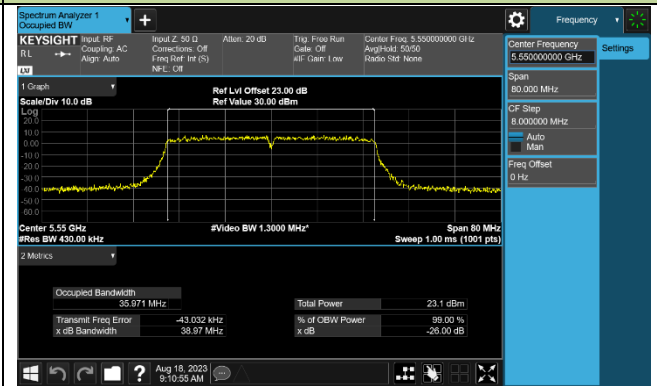 Spectrum Analyzer 1
Occupied BW
Frequency
KEYSIGHT
RL
LXI
Input: RF
Coupling: AC
Align: Auto
Input Z: 50 Ω
Corrections: Off
Freq Ref: Int (S)
NFE: Off
Atten: 20 dB
Trig: Free Run
Gate: Off
#IF Gain: Low
Center Freq: 5.550000000 GHz
Avg|Hold: 50/50
Radio Std: None
Center Frequency
5.550000000 GHz
Settings
Span
80.000 MHz
CF Step
8.000000 MHz
Auto
Man
Freq Offset
0 Hz
1 Graph
Scale/Div 10.0 dB
Ref Lvl Offset 23.00 dB
Ref Value 30.00 dBm
Log
20.0
10.0
0.00
-10.0
-20.0
-30.0
-40.0
-50.0
-60.0
Center 5.55 GHz
#Res BW 430.00 kHz
#Video BW 1.3000 MHz*
Span 80 MHz
Sweep 1.00 ms (1001 pts)
2 Metrics
Occupied Bandwidth
35.971 MHz
Total Power 23.1 dBm
Transmit Freq Error -43.032 kHz
% of OBW Power 99.00 %
x dB Bandwidth 38.97 MHz
x dB -26.00 dB
Aug 18, 2023
9:10:55 AM